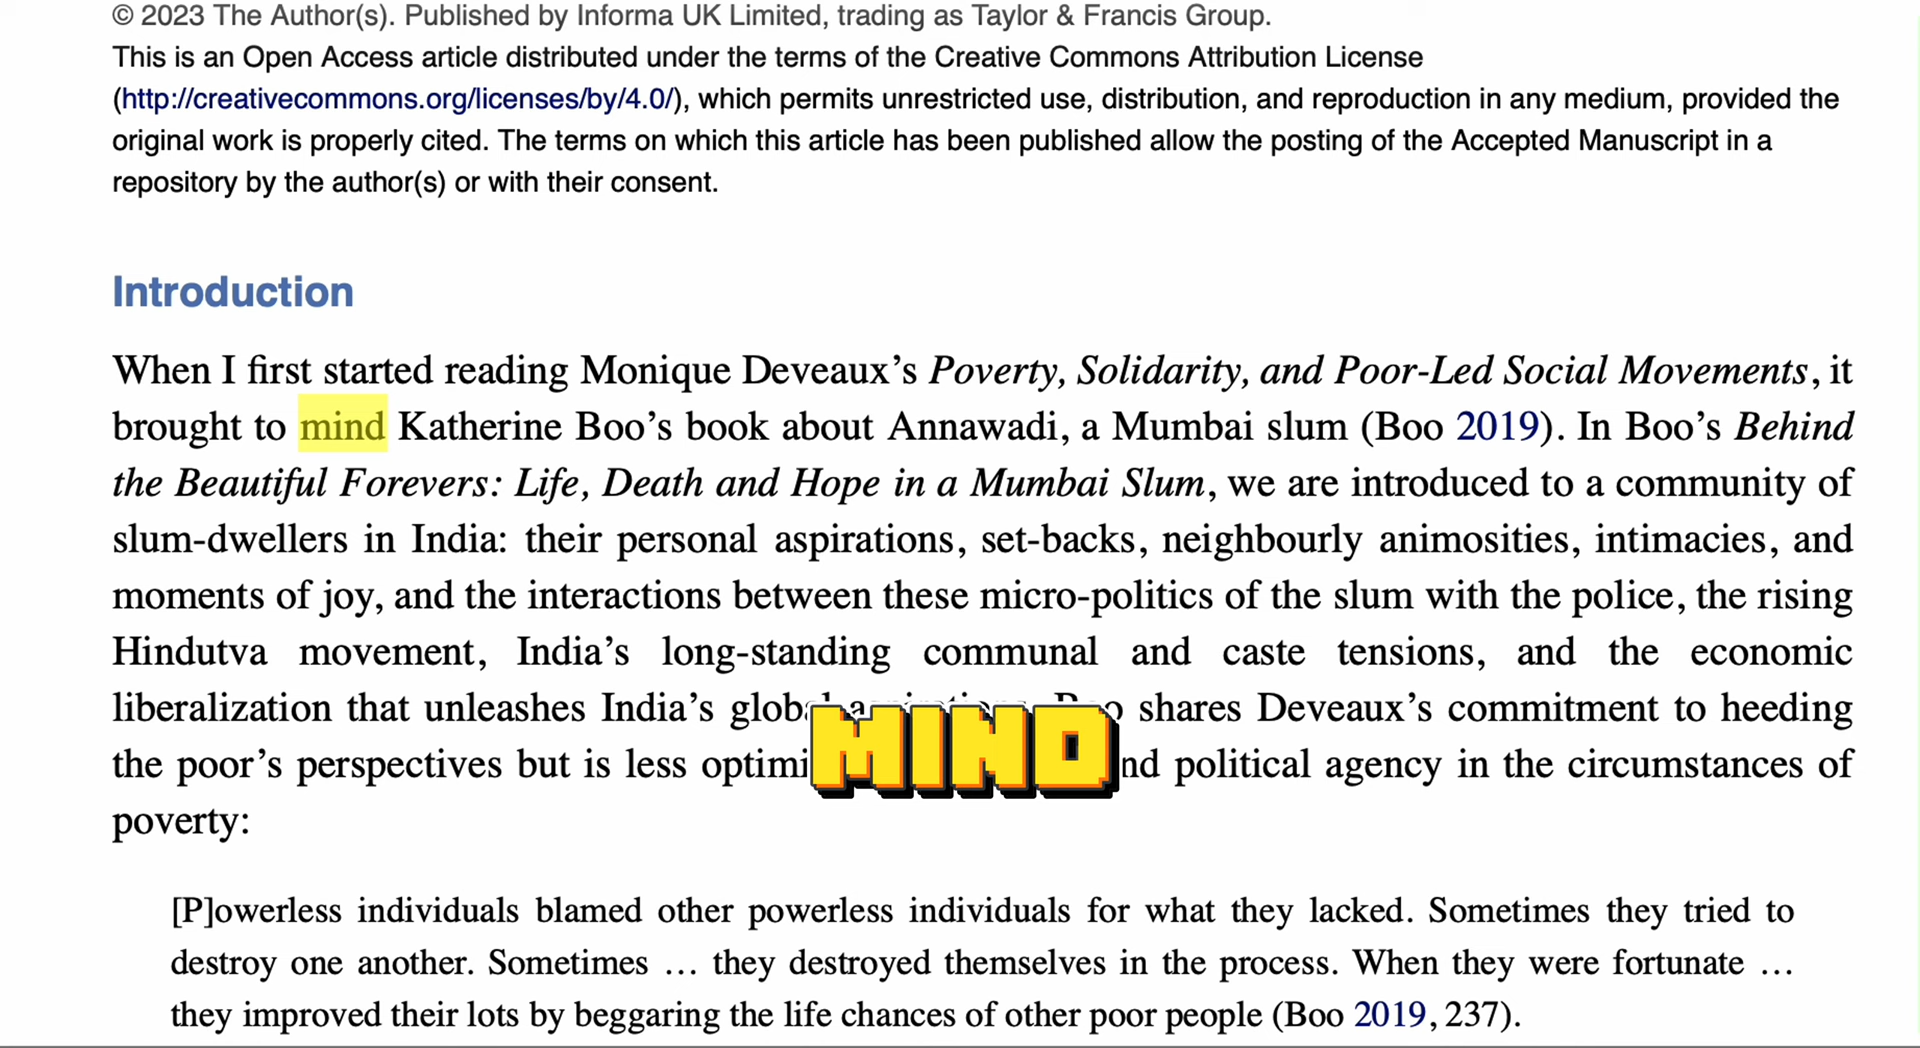 © 2023 The Author(s). Published by Informa UK Limited, trading as Taylor & Francis Group.
This is an Open Access article distributed under the terms of the Creative Commons Attribution License
(http://creativecommons.org/licenses/by/4.0/), which permits unrestricted use, distribution, and reproduction in any medium, provided the
original work is properly cited. The terms on which this article has been published allow the posting of the Accepted Manuscript in a
repository by the author(s) or with their consent.
Introduction
When I first started reading Monique Deveaux’s Poverty, Solidarity, and Poor-Led Social Movements, it
brought to mind Katherine Boo’s book about Annawadi, a Mumbai slum (Boo 2019). In Boo’s Behind
the Beautiful Forevers: Life, Death and Hope in a Mumbai Slum, we are introduced to a community of
slum-dwellers in India: their personal aspirations, set-backs, neighbourly animosities, intimacies, and
moments of joy, and the interactions between these micro-politics of the slum with the police, the rising
Hindutva movement, India’s long-standing communal and caste tensions, and the economic
liberalization that unleashes India’s shares Deveaux’s commitment to heeding
MIND
the poor’s perspectives but is less political agency in the circumstances of
poverty:
[P]owerless individuals blamed other powerless individuals for what they lacked. Sometimes they tried to
destroy one another. Sometimes … they destroyed themselves in the process. When they were fortunate …
they improved their lots by beggaring the life chances of other poor people (Boo 2019, 237).